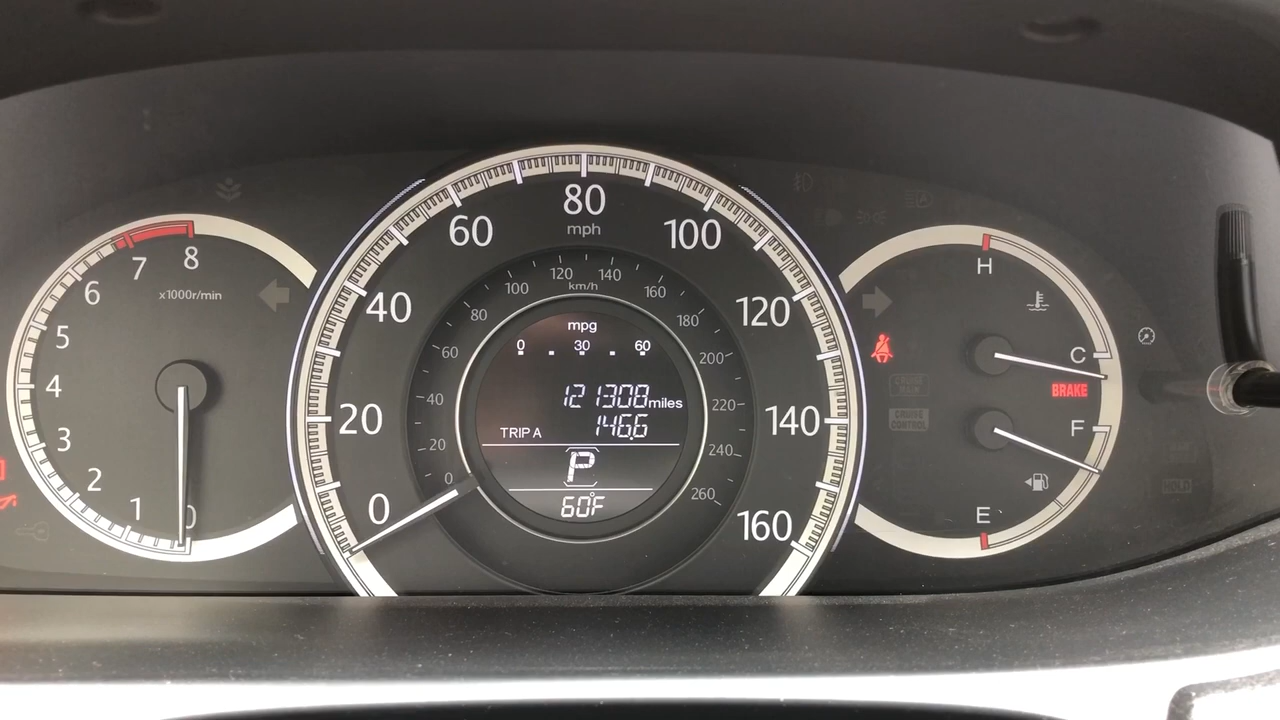 8
7
6
5
4
3
2
1
0
x1000r/min
0
20
40
60
80
100
120
140
160
mph
0
20
40
60
80
100
120
140
160
180
200
220
240
260
km/h
mpg
0 . 30 . 60
121308 miles
TRIP A 146.6
P
60°F
CRUISE
MAIN
CRUISE
CONTROL
H
C
BRAKE
F
E
HOLD